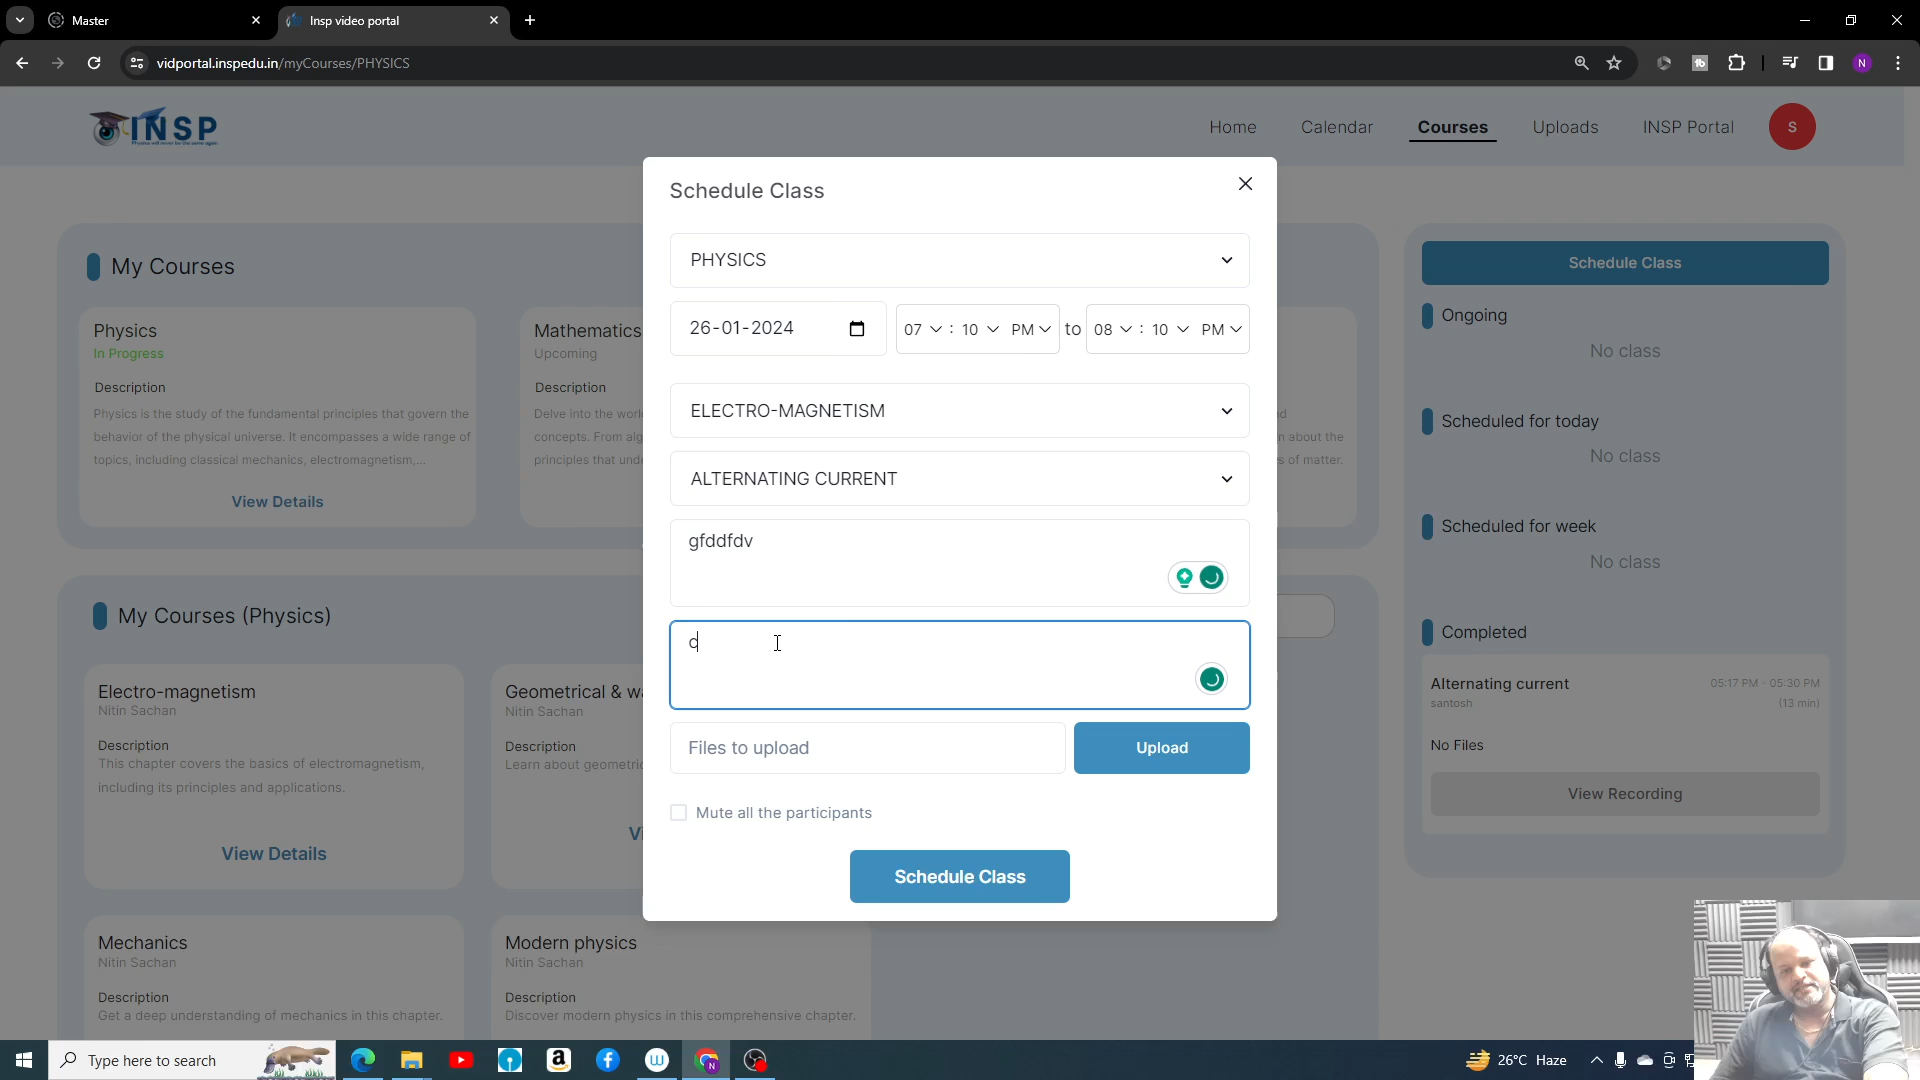 Master
Insp video portal
vidportal.inspedu.in/myCourses/PHYSICS
N
INSP
Physics will never be the same again
Home
Calendar
Courses
Uploads
INSP Portal
S
Schedule Class
PHYSICS
26-01-2024
07 : 10 PM to 08 : 10 PM
ELECTRO-MAGNETISM
ALTERNATING CURRENT
gfddfdv
c
Files to upload
Upload
Mute all the participants
Schedule Class
My Courses
Physics
In Progress
Description
Physics is the study of the fundamental principles that govern the
behavior of the physical universe. It encompasses a wide range of
topics, including classical mechanics, electromagnetism,...
View Details
Mathematics
Upcoming
Description
My Courses (Physics)
Electro-magnetism
Nitin Sachan
Description
This chapter covers the basics of electromagnetism,
including its principles and applications.
View Details
Nitin Sachan
Description
Mechanics
Nitin Sachan
Description
Get a deep understanding of mechanics in this chapter.
Modern physics
Nitin Sachan
Description
Discover modern physics in this comprehensive chapter.
Schedule Class
Ongoing
No class
Scheduled for today
No class
Scheduled for week
No class
Completed
Alternating current
05:17 PM - 05:30 PM
santosh
(13 min)
No Files
View Recording
Type here to search
26°C Haze